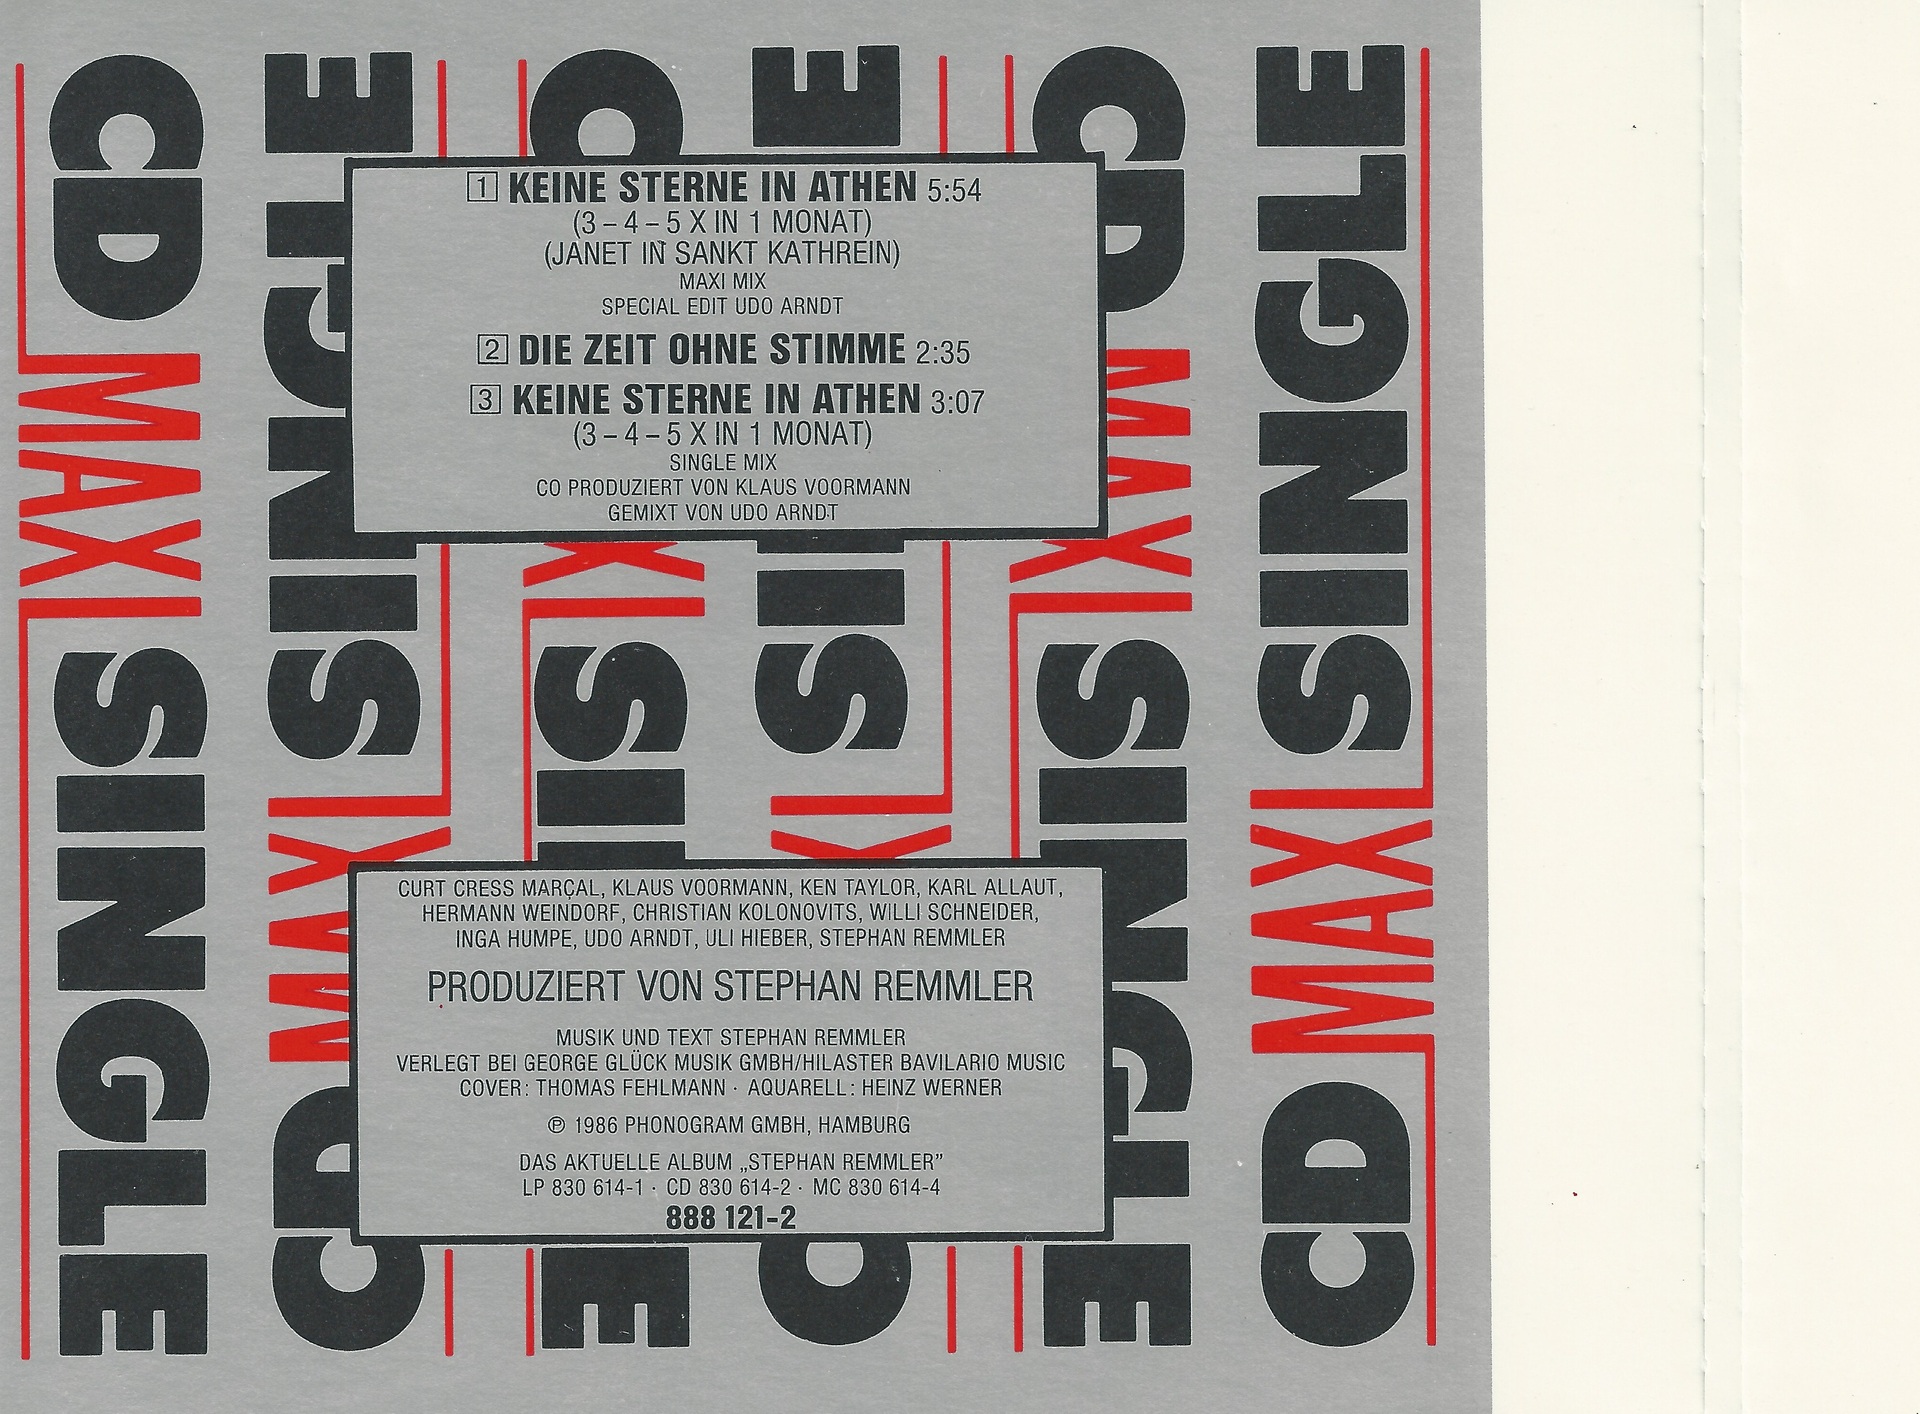 CD MAXI SINGLE
CD MAXI SINGLE
CD MAXI SINGLE
CD MAXI SINGLE
1 KEINE STERNE IN ATHEN 5:54
(3 – 4 – 5 X IN 1 MONAT)
(JANET IN SANKT KATHREIN)
MAXI MIX
SPECIAL EDIT UDO ARNDT
2 DIE ZEIT OHNE STIMME 2:35
3 KEINE STERNE IN ATHEN 3:07
(3 – 4 – 5 X IN 1 MONAT)
SINGLE MIX
CO PRODUZIERT VON KLAUS VOORMANN
GEMIXT VON UDO ARNDT
CURT CRESS MARÇAL, KLAUS VOORMANN, KEN TAYLOR, KARL ALLAUT,
HERMANN WEINDORF, CHRISTIAN KOLONOVITS, WILLI SCHNEIDER,
INGA HUMPE, UDO ARNDT, ULI HIEBER, STEPHAN REMMLER
PRODUZIERT VON STEPHAN REMMLER
MUSIK UND TEXT STEPHAN REMMLER
VERLEGT BEI GEORGE GLÜCK MUSIK GMBH/HILASTER BAVILARIO MUSIC
COVER: THOMAS FEHLMANN · AQUARELL: HEINZ WERNER
℗ 1986 PHONOGRAM GMBH, HAMBURG
DAS AKTUELLE ALBUM „STEPHAN REMMLER”
LP 830 614-1 · CD 830 614-2 · MC 830 614-4
888 121-2